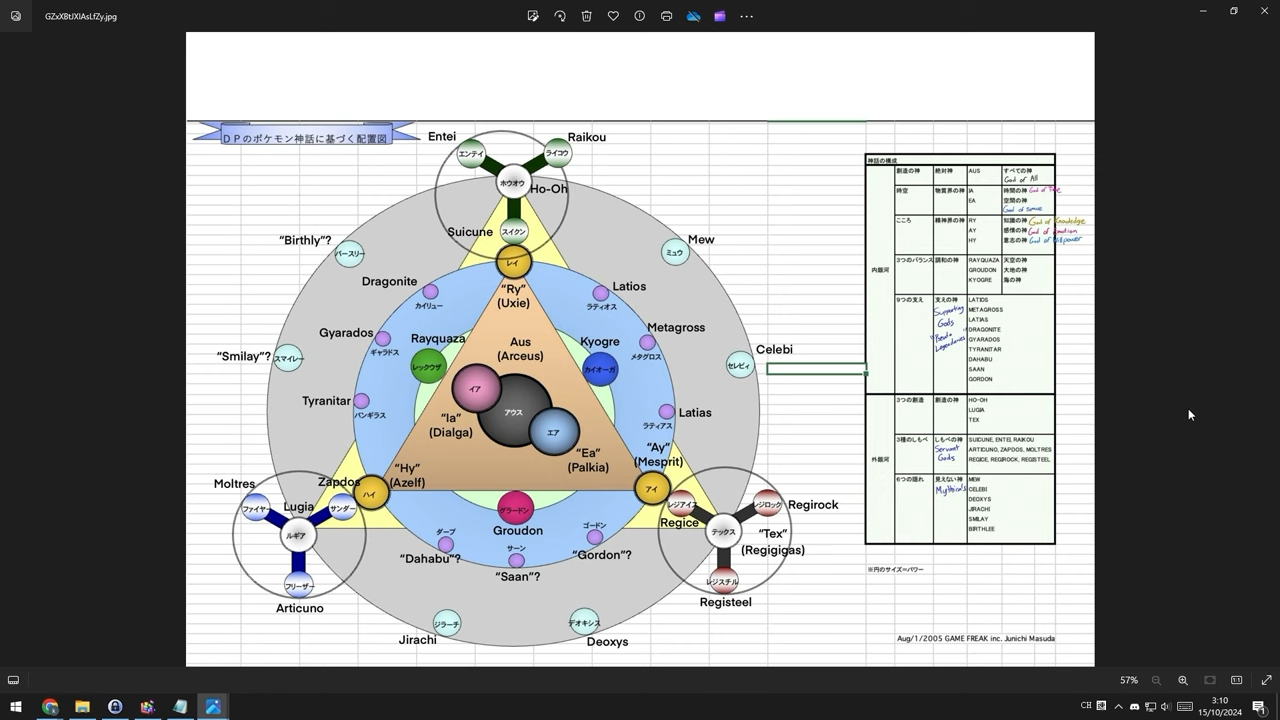 GZxXBtJXIAsLfZy.jpg
DPのポケモン神話に基づく配置図
Entei
Raikou
エンテイ
ライコウ
ホウオウ
Ho-Oh
Suicune
スイクン
"Birthly"?
バースリー
Mew
ミュウ
レイ
"Ry"
(Uxie)
Dragonite
カイリュー
Latios
ラティオス
Gyarados
ギャラドス
Metagross
メタグロス
Rayquaza
レックウザ
Aus
(Arceus)
Kyogre
カイオーガ
"Smilay"?
スマイレー
Celebi
セレビィ
イア
アウス
エア
Tyranitar
バンギラス
"Ia"
(Dialga)
Latias
ラティアス
"Ea"
(Palkia)
"Ay"
(Mesprit)
"Hy"
(Azelf)
Moltres
Zapdos
ハイ
アイ
ファイヤー
Lugia
サンダー
ルギア
フリーザー
Articuno
グラードン
Groudon
レジアイス
レジロック
Regirock
Regice
テックス
"Tex"
(Regigigas)
レジスチル
Registeel
ダーブ
"Dahabu"?
サーン
"Saan"?
ゴードン
"Gordon"?
Jirachi
ジラーチ
デオキシス
Deoxys
神話の構成
内銀河
創造の神 絶対神 AUS すべての神
God of All
時空 物質界の神 IA 時間の神 God of Time
EA 空間の神
God of space
こころ 精神界の神 RY 知識の神 God of Knowledge
AY 感情の神 God of Emotion
HY 意志の神 God of Willpower
3つのバランス 調和の神 RAYQUAZA 天空の神
GROUDON 大地の神
KYOGRE 海の神
9つの支え 支えの神 LATIOS
Supporting
Gods
METAGROSS
LATIAS
DRAGONITE
GYARADOS
TYRANITAR
DAHABU
SAAN
GORDON
Legendaries"
外銀河
3つの創造 創造の神 HO-OH
LUGIA
TEX
3種のしもべ しもべの神 SUICUNE, ENTEI, RAIKOU
Servant
Gods
ARTICUNO, ZAPDOS, MOLTRES
REGICE, REGIROCK, REGISTEEL
6つの隠れ 見えない神 MEW
Mythicals
CELEBI
DEOXYS
JIRACHI
SMILAY
BIRTHLEE
※円のサイズ=パワー
Aug/1/2005 GAME FREAK inc. Junichi Masuda
57%
CH
3:10
15/10/2024